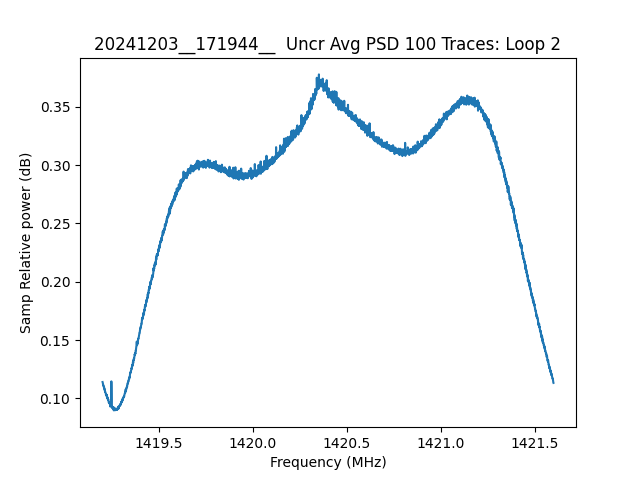 20241203__171944__  Uncr Avg PSD 100 Traces: Loop 2
Samp Relative power (dB)
0.35
0.30
0.25
0.20
0.15
0.10
1419.5 1420.0 1420.5 1421.0 1421.5
Frequency (MHz)